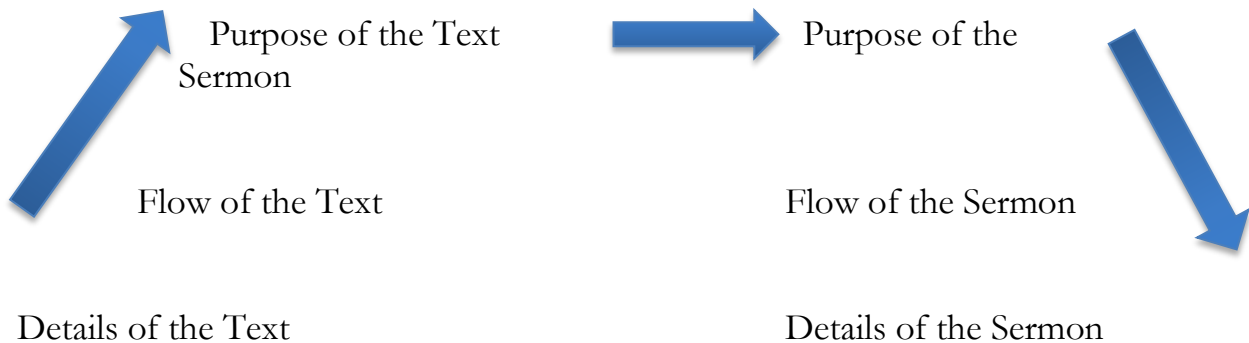 Purpose of the Text Purpose of the
Sermon
Flow of the Text Flow of the Sermon
Details of the Text Details of the Sermon